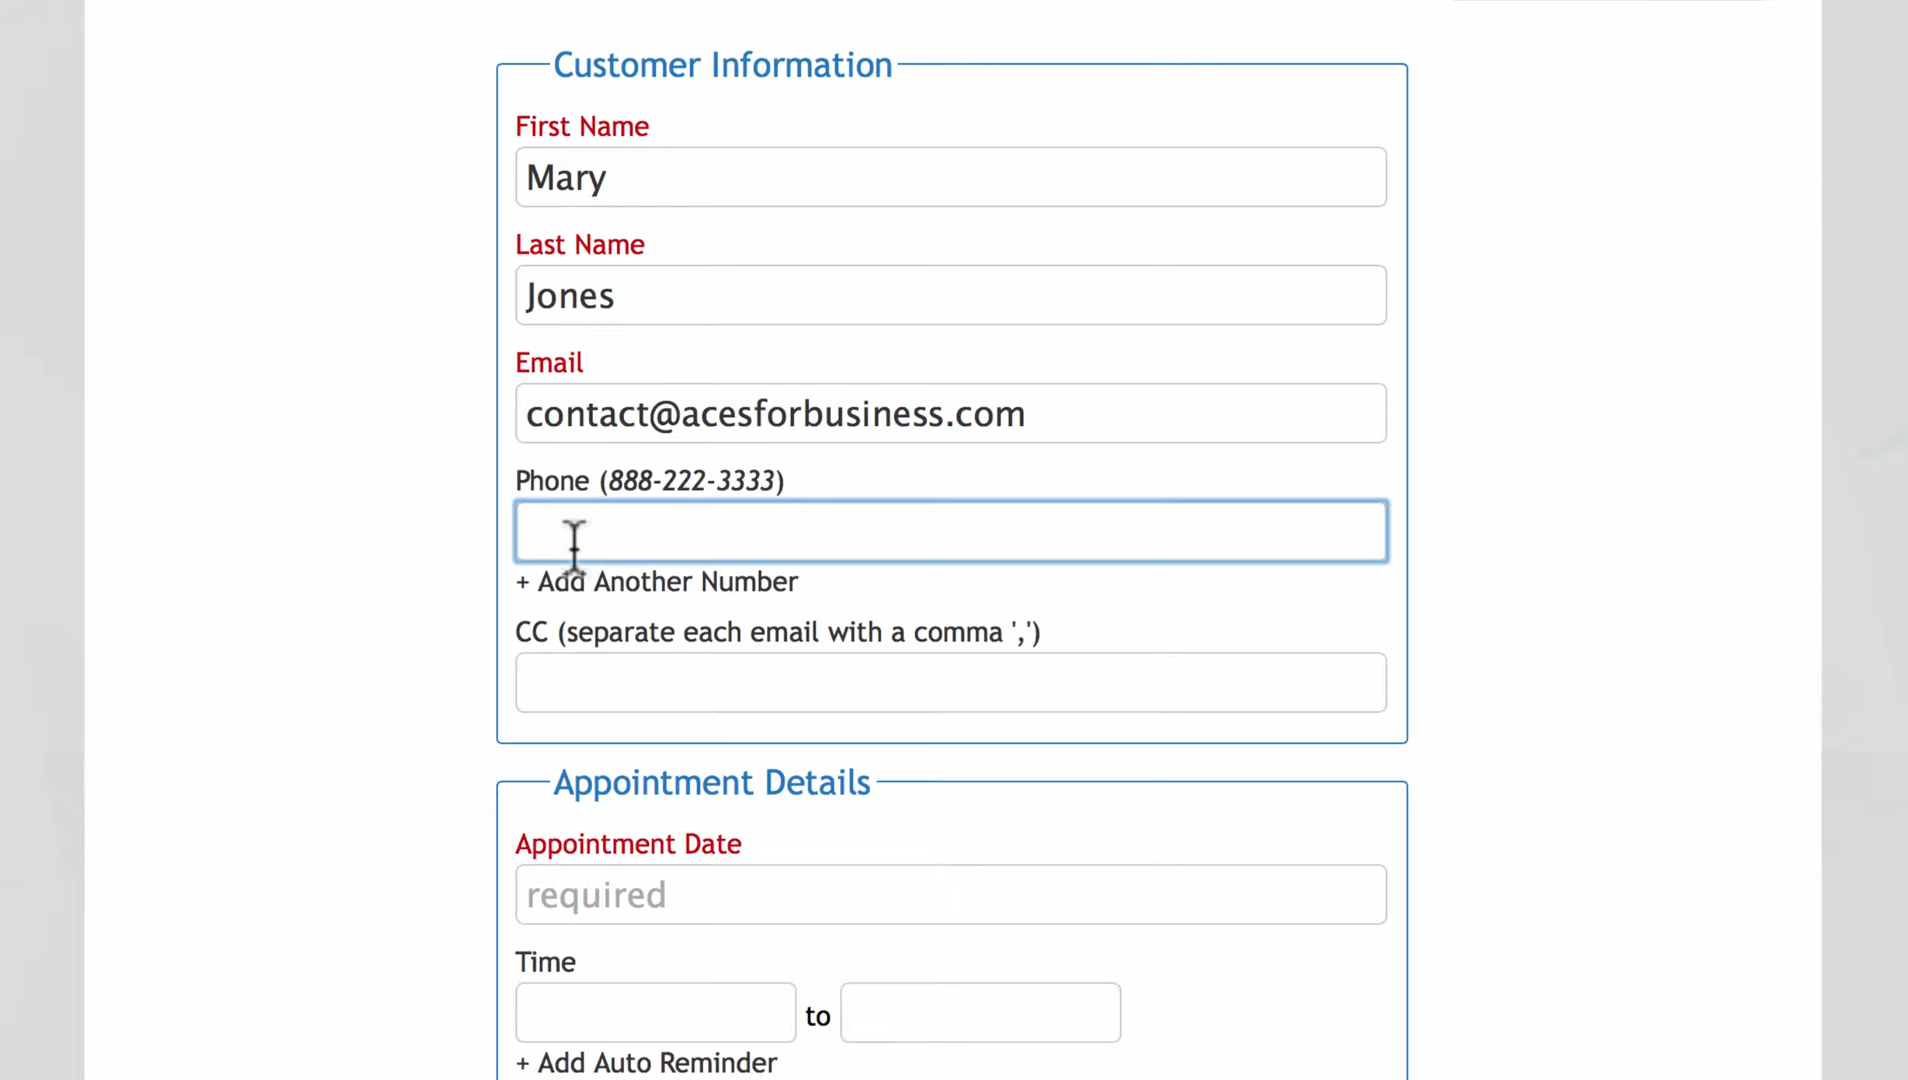 Customer Information
First Name
Mary
Last Name
Jones
Email
contact@acesforbusiness.com
Phone (888-222-3333)
+ Add Another Number
CC (separate each email with a comma ',')
Appointment Details
Appointment Date
required
Time
to
+ Add Auto Reminder